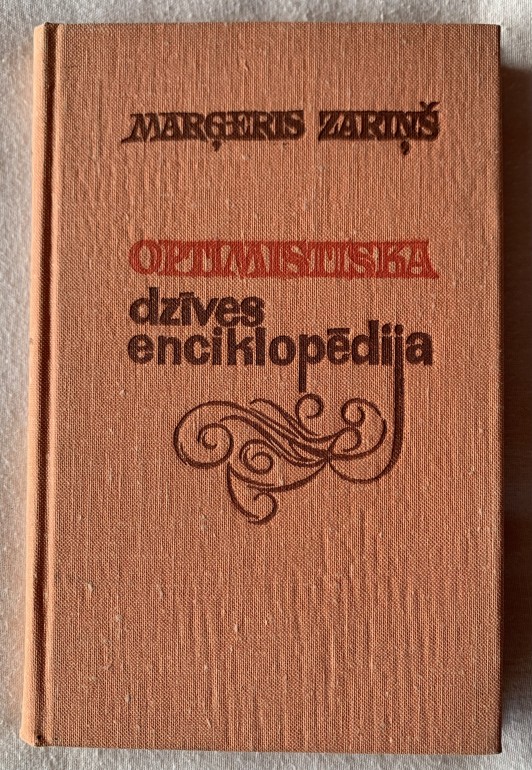 MARĢERIS ZARIŅŠ
OPTIMISTISKA
dzīves
enciklopēdija